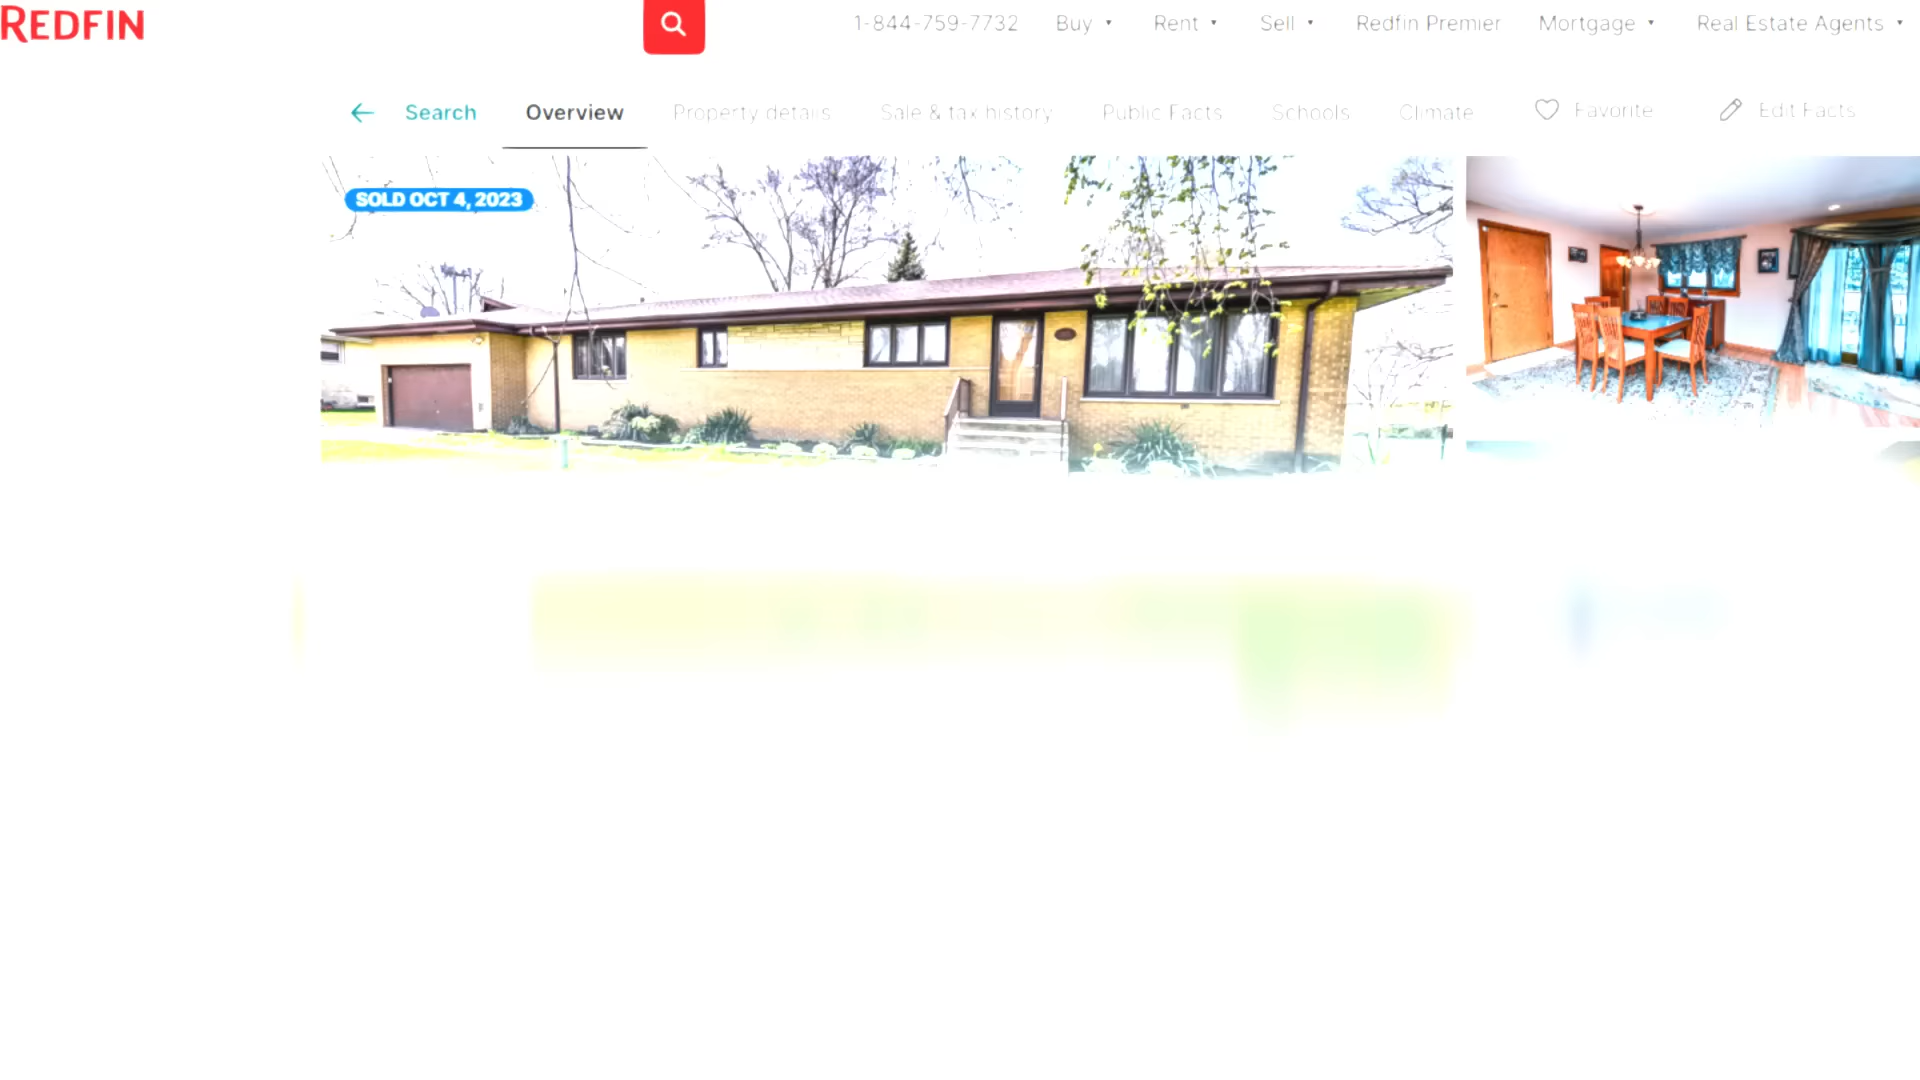 REDFIN
1-844-759-7732 Buy Rent Sell Redfin Premier Mortgage Real Estate Agents
Search Overview Property details Sale & tax history Public Facts Schools Climate Favorite Edit Facts
SOLD OCT 4, 2023